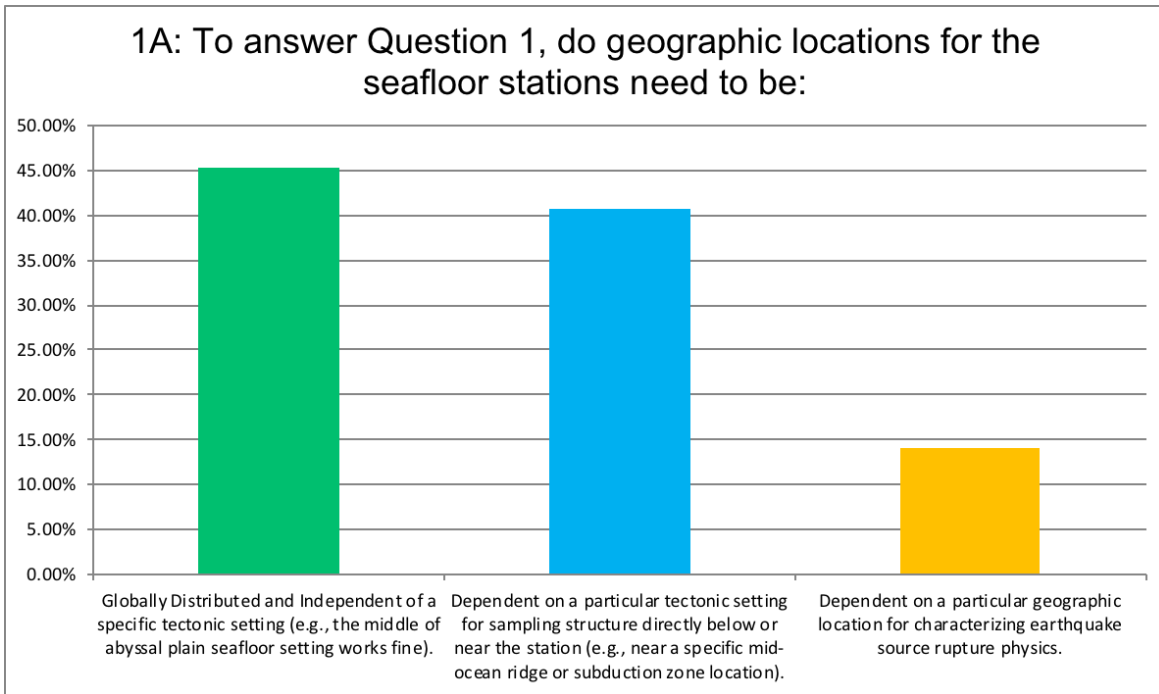 1A: To answer Question 1, do geographic locations for the
seafloor stations need to be:
50.00%
45.00%
40.00%
35.00%
30.00%
25.00%
20.00%
15.00%
10.00%
5.00%
0.00%
Globally Distributed and Independent of a
specific tectonic setting (e.g., the middle of
abyssal plain seafloor setting works fine).
Dependent on a particular tectonic setting
for sampling structure directly below or
near the station (e.g., near a specific mid-
ocean ridge or subduction zone location).
Dependent on a particular geographic
location for characterizing earthquake
source rupture physics.